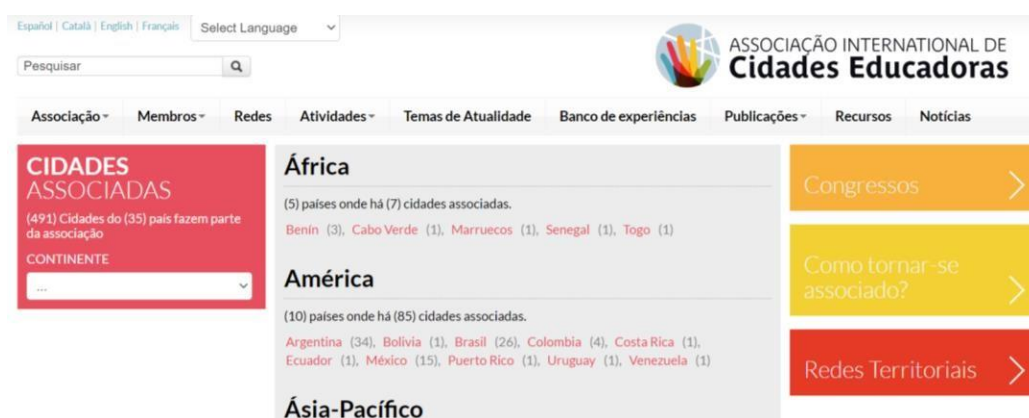 Español | Català | English | Français
Select Language
Pesquisar
ASSOCIAÇÃO INTERNATIONAL DE
Cidades Educadoras
Associação
Membros
Redes
Atividades
Temas de Atualidade
Banco de experiências
Publicações
Recursos
Notícias
CIDADES
ASSOCIADAS
(491) Cidades do (35) país fazem parte
da associação
CONTINENTE
...
África
(5) países onde há (7) cidades associadas.
Benín (3), Cabo Verde (1), Marruecos (1), Senegal (1), Togo (1)
América
(10) países onde há (85) cidades associadas.
Argentina (34), Bolivia (1), Brasil (26), Colombia (4), Costa Rica (1),
Ecuador (1), México (15), Puerto Rico (1), Uruguay (1), Venezuela (1)
Ásia-Pacífico
Congressos
Como tornar-se
associado?
Redes Territoriais